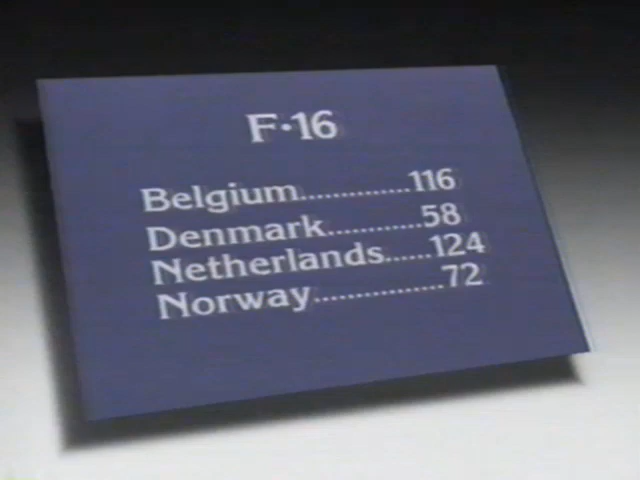 F·16
Belgium..............116
Denmark............58
Netherlands......124
Norway................72